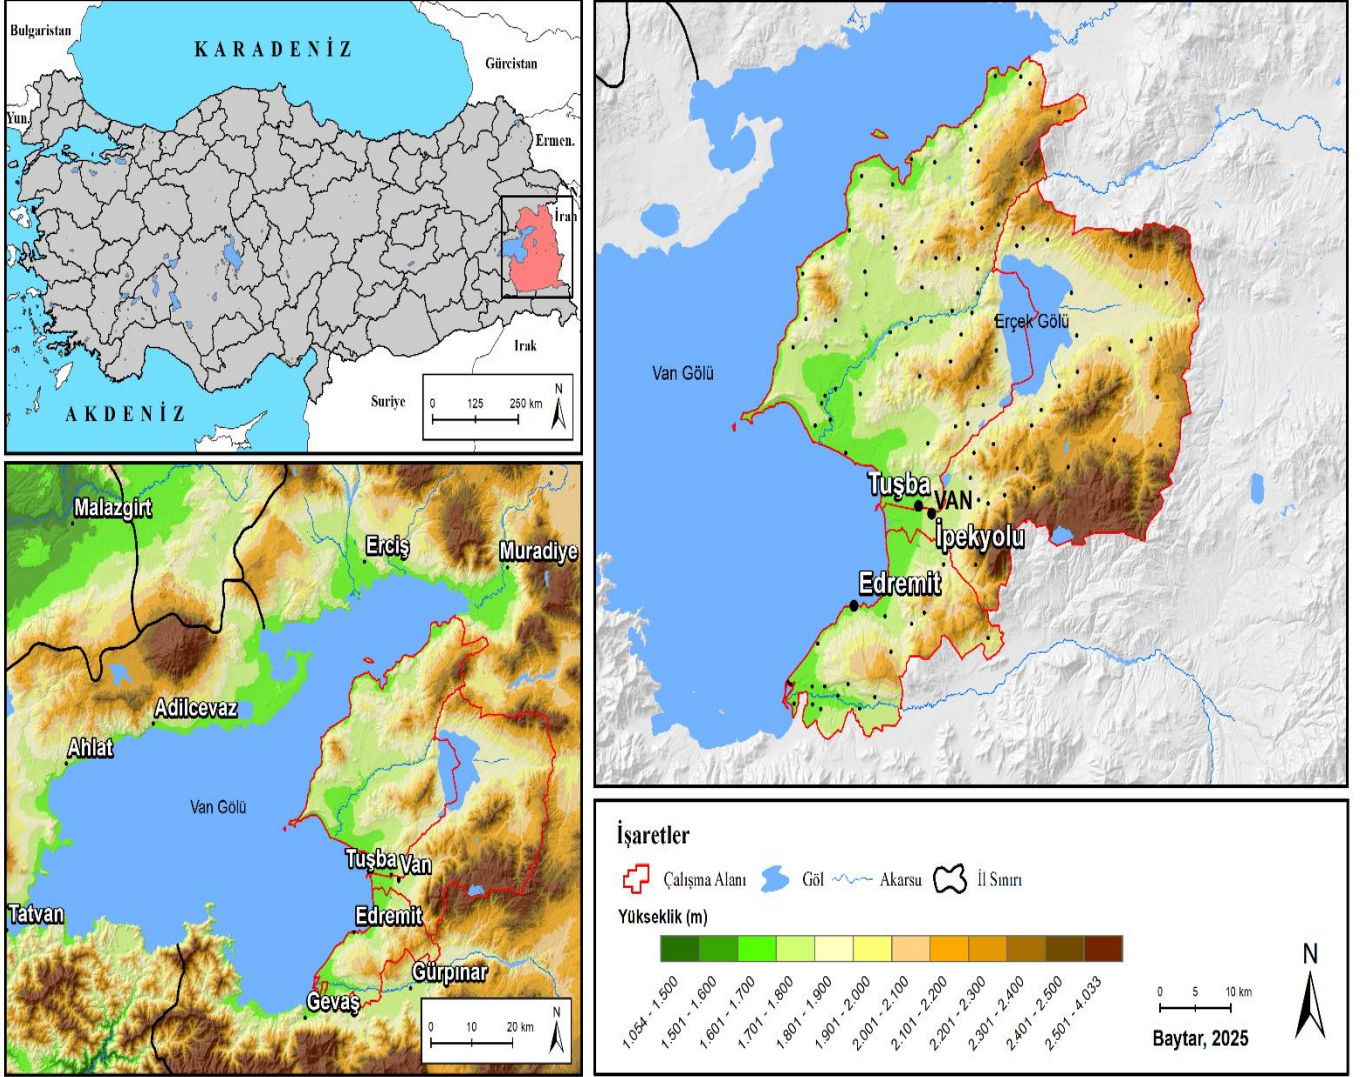 Bulgaristan
KARADENİZ
Gürcistan
Yun.
Ermen.
N
İran
Irak
Suriye
AKDENİZ
0 125 250 km
N
Van Gölü
Erçek Gölü
Tuşba
VAN
İpekyolu
Edremit
Malazgirt
Erciş
Muradiye
Adilcevaz
Ahlat
Van Gölü
Tuşba
Van
Tatvan
Edremit
Gürpınar
Gevaş
0 10 20 km
N
İşaretler
Çalışma Alanı Göl Akarsu İl Sınırı
Yükseklik (m)
1.054 - 1.500
1.501 - 1.600
1.601 - 1.700
1.701 - 1.800
1.801 - 1.900
1.901 - 2.000
2.001 - 2.100
2.101 - 2.200
2.201 - 2.300
2.301 - 2.400
2.401 - 2.500
2.501 - 4.033
0 5 10 km
Baytar, 2025
N